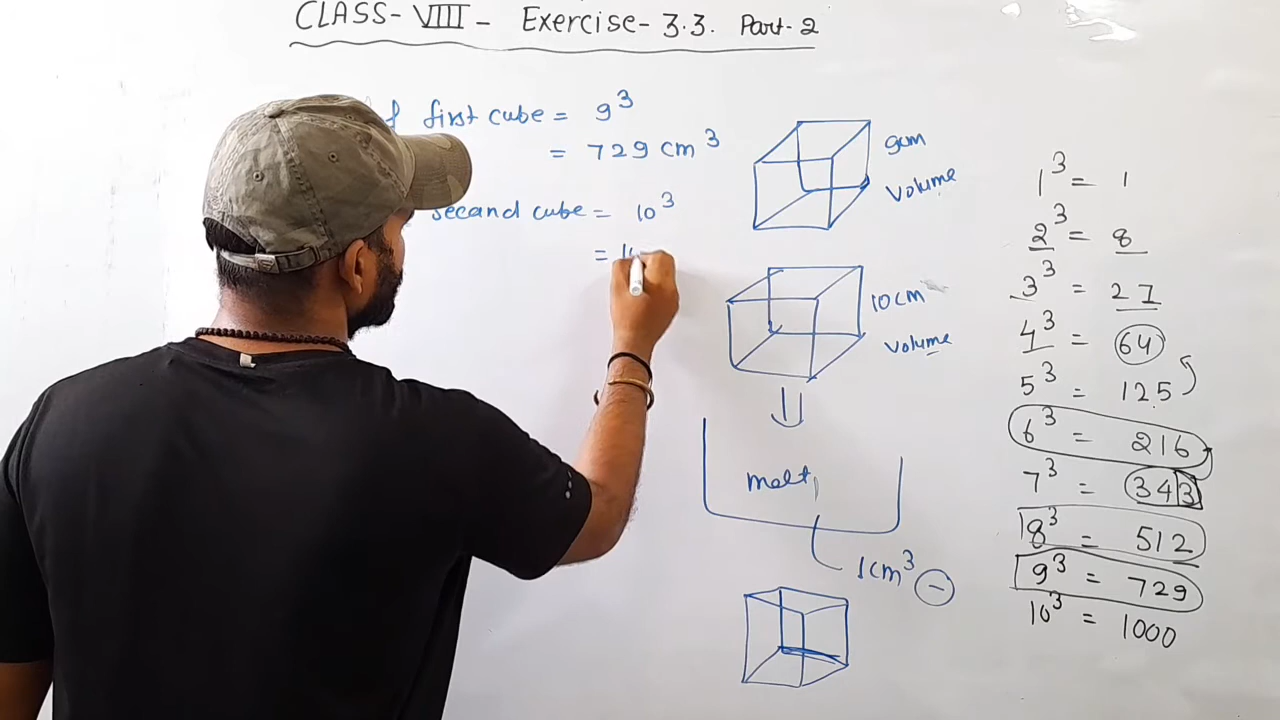 CLASS- VIII - Exercise- 3.3. Part-2
first cube = 9³
= 729 cm³
second cube = 10³
=
9cm
volume
10cm
volume
melt
1cm³ -
1³ = 1
2³ = 8
3³ = 27
4³ = 64
5³ = 125
6³ = 216
7³ = 343
8³ = 512
9³ = 729
10³ = 1000